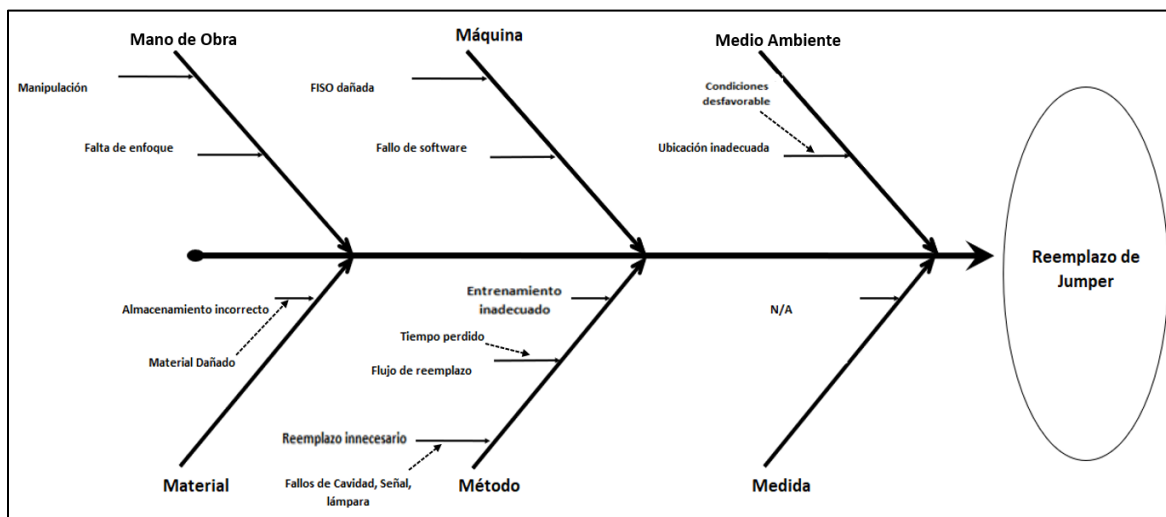 Mano de Obra
Máquina
Medio Ambiente
Manipulación
FISO dañada
Condiciones
desfavorable
Falta de enfoque
Fallo de software
Ubicación inadecuada
Reemplazo de
Jumper
Almacenamiento incorrecto
Entrenamiento
inadecuado
N/A
Material Dañado
Tiempo perdido
Flujo de reemplazo
Reemplazo innecesario
Fallos de Cavidad, Señal,
lámpara
Material
Método
Medida